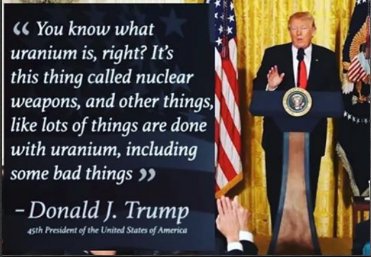 “ You know what
uranium is, right? It's
this thing called nuclear
weapons, and other things,
like lots of things are done
with uranium, including
some bad things ”
- Donald J. Trump
45th President of the United States of America